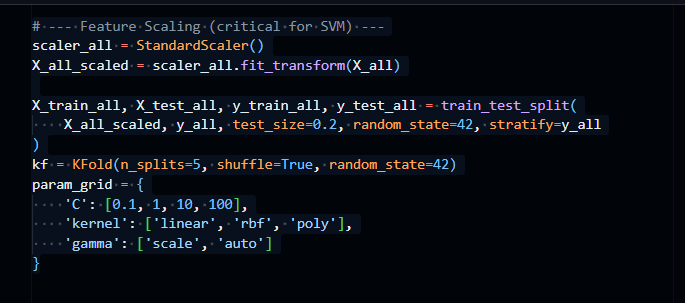 # --- Feature Scaling (critical for SVM) ---
scaler_all = StandardScaler()
X_all_scaled = scaler_all.fit_transform(X_all)

X_train_all, X_test_all, y_train_all, y_test_all = train_test_split(
    X_all_scaled, y_all, test_size=0.2, random_state=42, stratify=y_all
)
kf = KFold(n_splits=5, shuffle=True, random_state=42)
param_grid = {
    'C': [0.1, 1, 10, 100],
    'kernel': ['linear', 'rbf', 'poly'],
    'gamma': ['scale', 'auto']
}